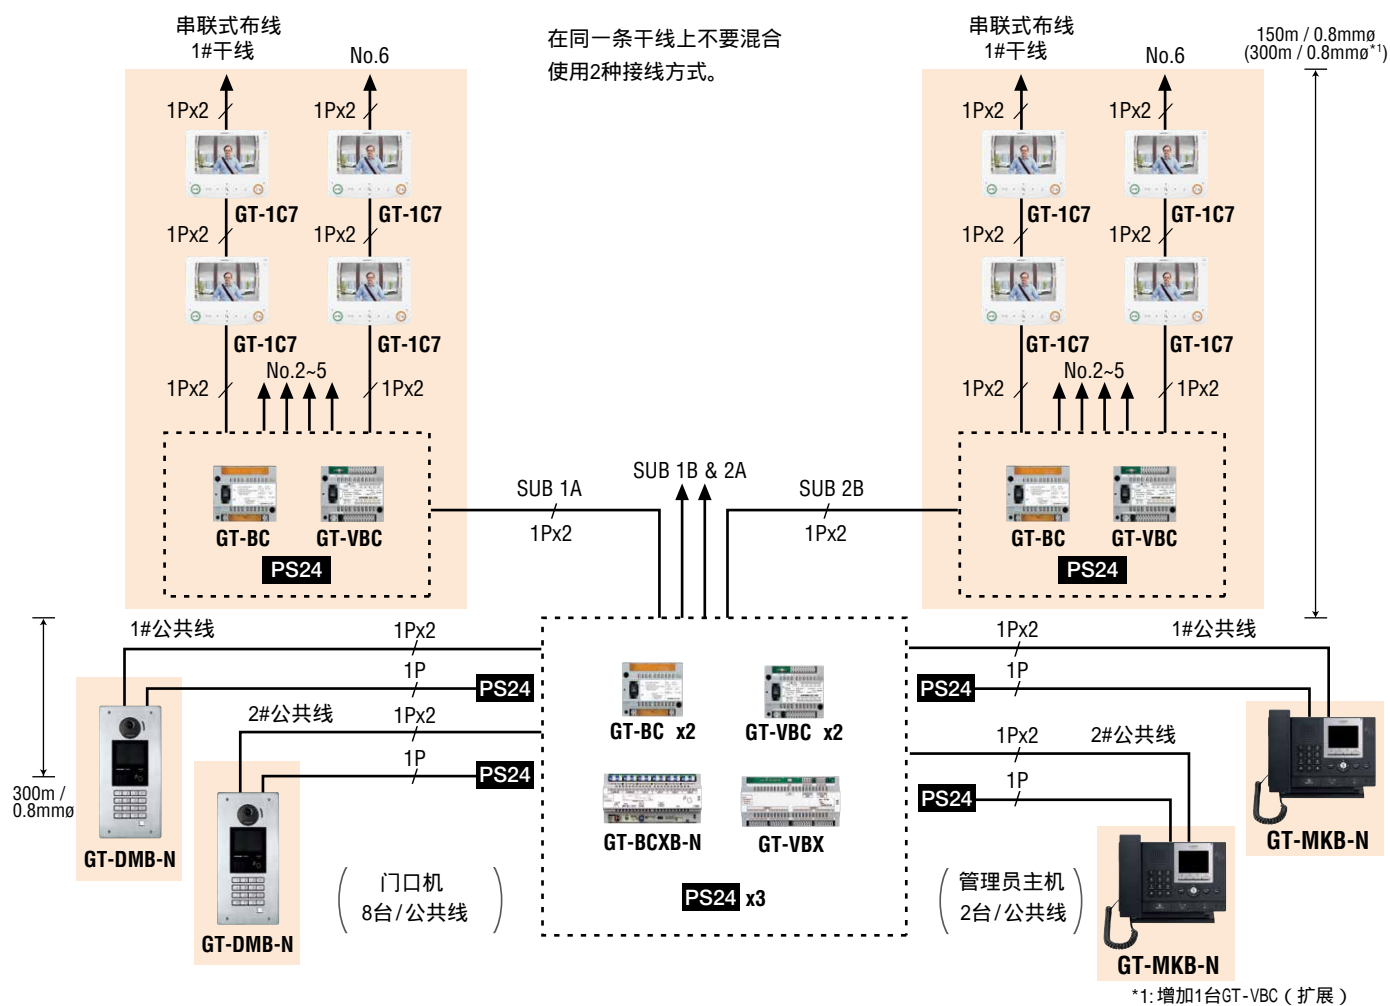 串联式布线
1#干线
No.6
在同一条干线上不要混合
使用2种接线方式。
串联式布线
1#干线
No.6
150m / 0.8mmø
(300m / 0.8mmø*1)
1Px2
1Px2
1Px2
1Px2
GT-1C7
GT-1C7
GT-1C7
GT-1C7
1Px2
1Px2
1Px2
1Px2
GT-1C7
GT-1C7
GT-1C7
GT-1C7
No.2~5
No.2~5
1Px2
1Px2
1Px2
1Px2
GT-BC
GT-VBC
PS24
SUB 1A
1Px2
SUB 1B & 2A
SUB 2B
1Px2
GT-BC
GT-VBC
PS24
1#公共线
1Px2
1P
PS24
2#公共线
1Px2
1P
PS24
300m /
0.8mmø
GT-DMB-N
GT-DMB-N
门口机
8台/公共线
GT-BC x2
GT-VBC x2
GT-BCXB-N
GT-VBX
PS24 x3
1Px2
1#公共线
PS24
1P
1Px2
2#公共线
PS24
1P
GT-MKB-N
管理员主机
2台/公共线
GT-MKB-N
*1: 增加1台GT-VBC（扩展）